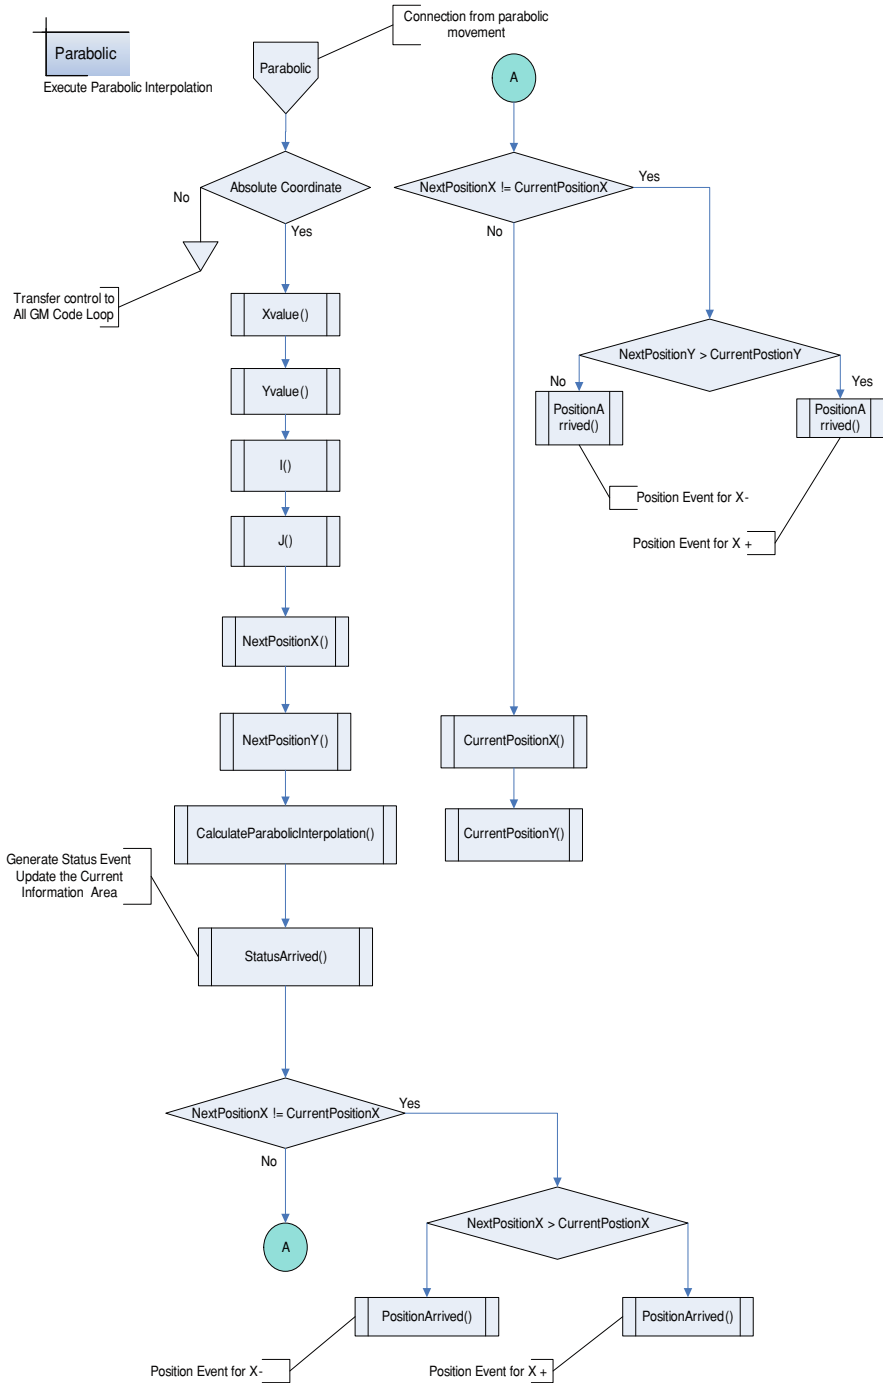 Parabolic
Execute Parabolic Interpolation
Parabolic
Connection from parabolic
movement
Absolute Coordinate
No
Yes
Transfer control to
All GM Code Loop
Xvalue()
Yvalue()
I()
J()
NextPositionX()
NextPositionY()
CalculateParabolicInterpolation()
Generate Status Event
Update the Current
Information Area
StatusArrived()
NextPositionX != CurrentPositionX
Yes
No
A
NextPositionX > CurrentPostionX
PositionArrived()
PositionArrived()
Position Event for X-
Position Event for X +
A
NextPositionX != CurrentPositionX
Yes
No
NextPositionY > CurrentPostionY
No
Yes
PositionA
rrived()
PositionA
rrived()
Position Event for X-
Position Event for X +
CurrentPositionX()
CurrentPositionY()